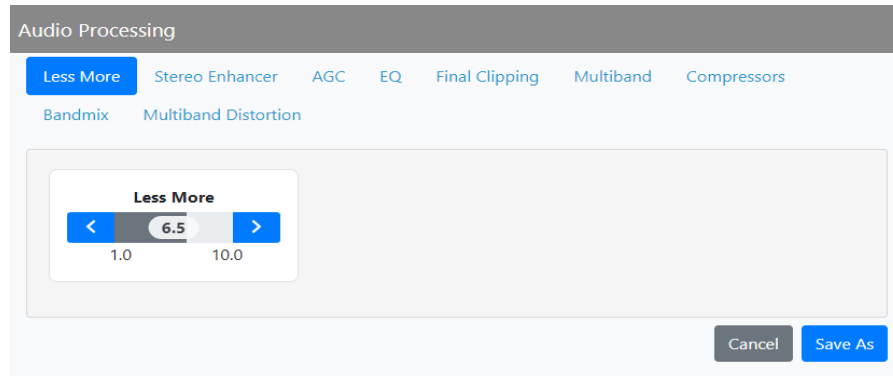 Audio Processing
Less More Stereo Enhancer AGC EQ Final Clipping Multiband Compressors
Bandmix Multiband Distortion
Less More
6.5
1.0 10.0
Cancel Save As